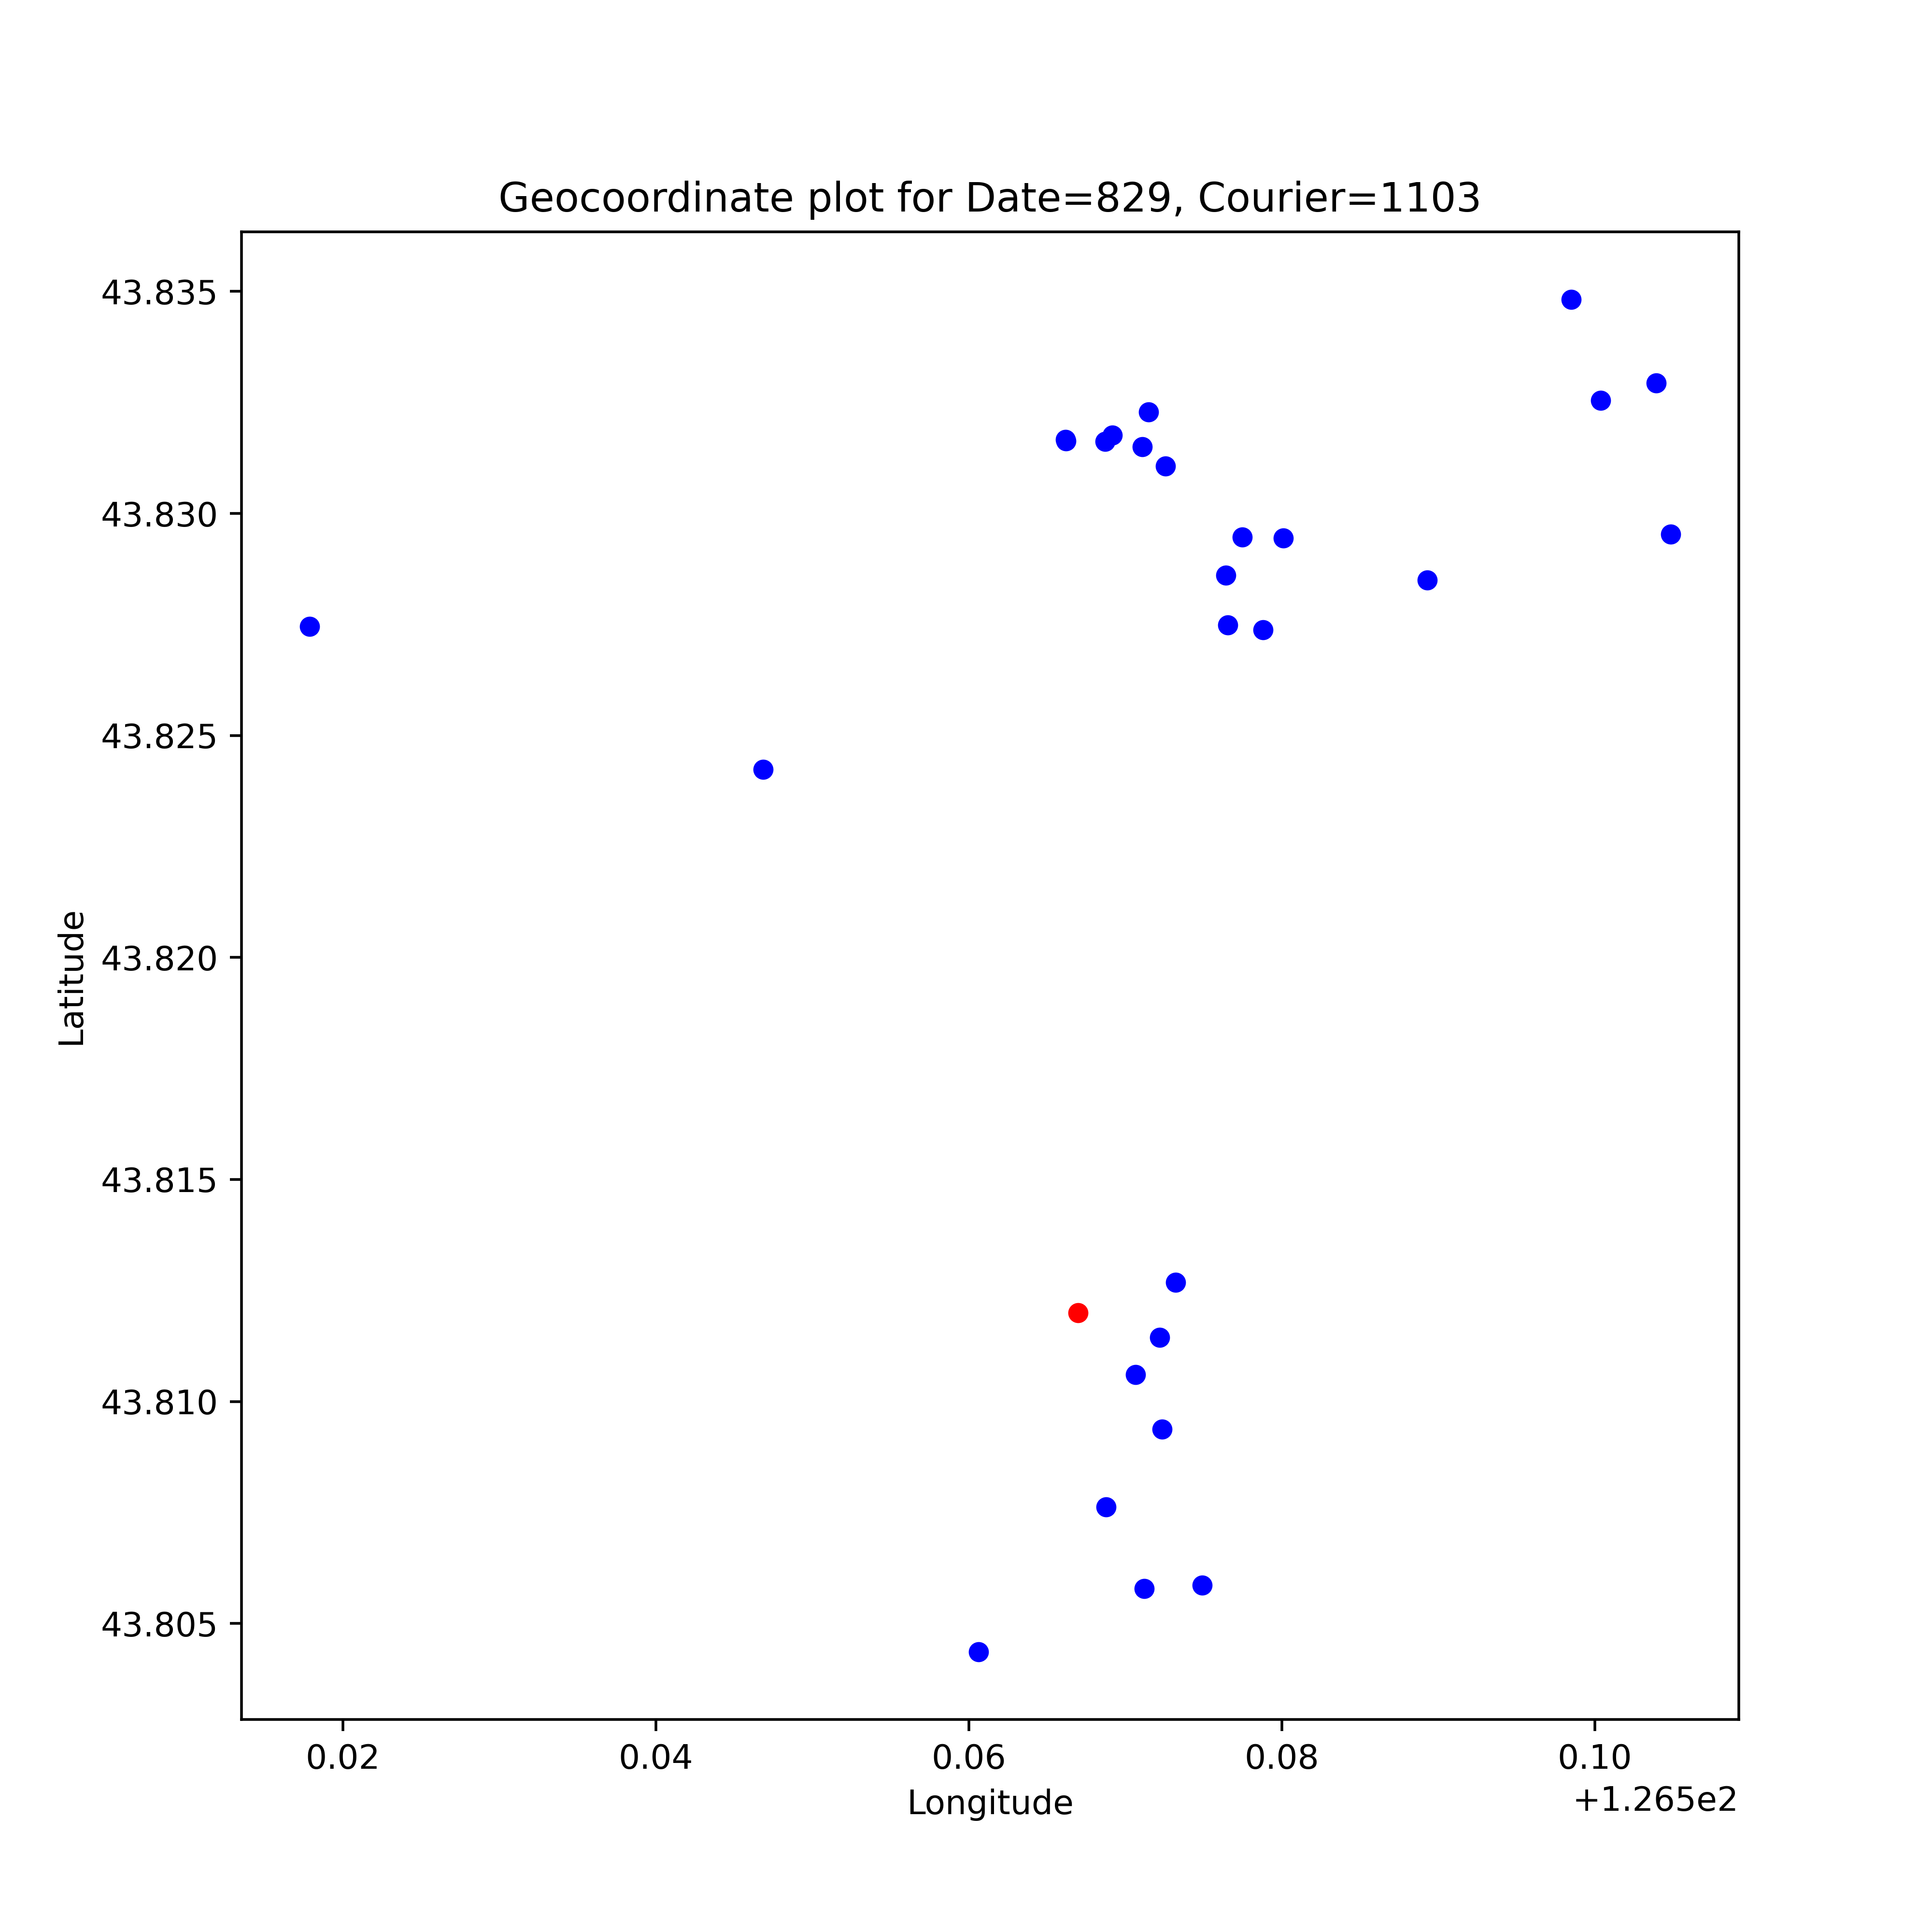 Geocoordinate plot for Date=829, Courier=1103
43.835
43.830
43.825
43.820
43.815
43.810
43.805
Latitude
0.02 0.04 0.06 0.08 0.10
Longitude
+1.265e2